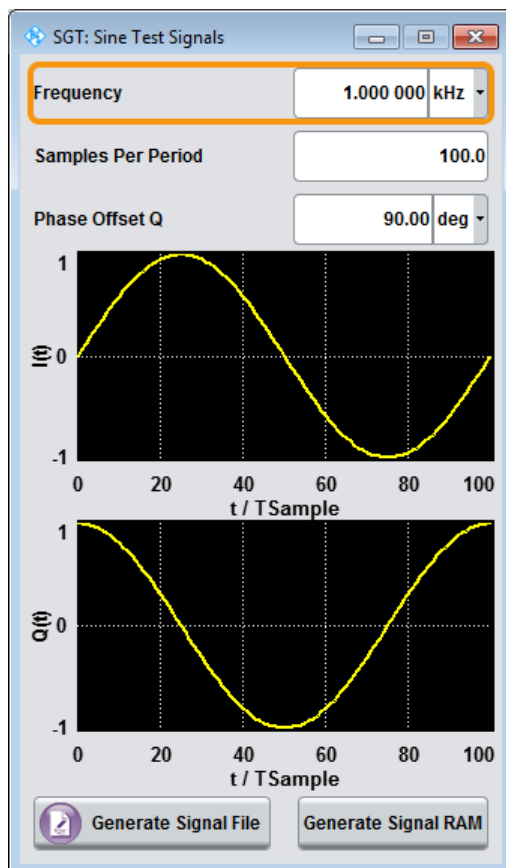 SGT: Sine Test Signals
Frequency 1.000 000 kHz
Samples Per Period 100.0
Phase Offset Q 90.00 deg
1
I(t) 0
-1
0 20 40 60 80 100
t / TSample
1
Q(t) 0
-1
0 20 40 60 80 100
t / TSample
Generate Signal File Generate Signal RAM